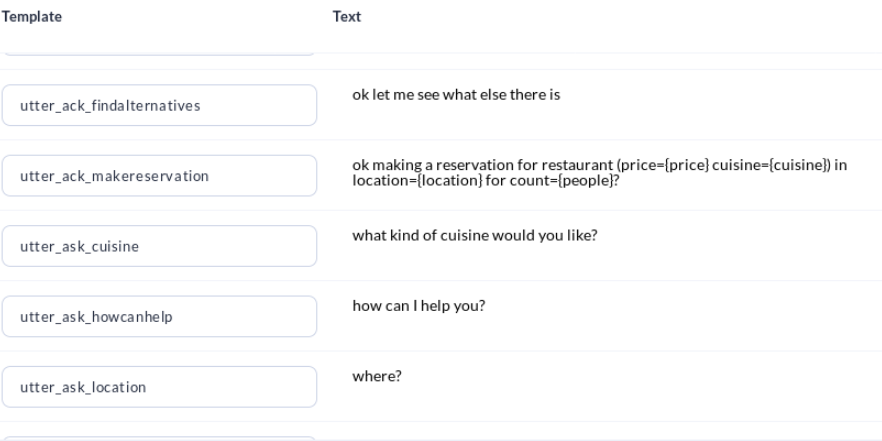 Template Text
utter_ack_findalternatives ok let me see what else there is
utter_ack_makereservation ok making a reservation for restaurant (price={price} cuisine={cuisine}) in
location={location} for count={people}?
utter_ask_cuisine what kind of cuisine would you like?
utter_ask_howcanhelp how can I help you?
utter_ask_location where?